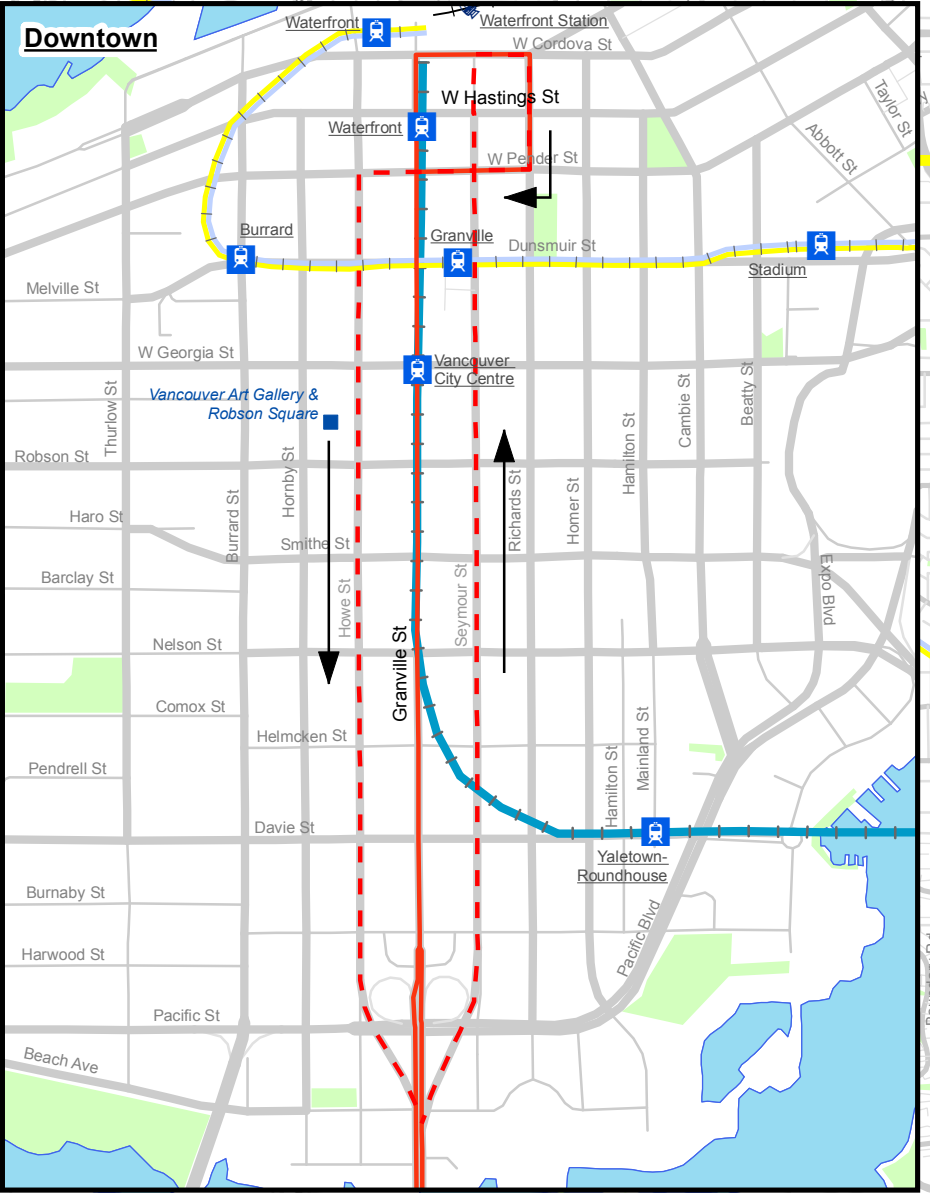 Downtown
Waterfront
Waterfront Station
W Cordova St
W Hastings St
Taylor St
Waterfront
Abbott St
W Pender St
Burrard
Granville
Dunsmuir St
Stadium
Melville St
W Georgia St
Vancouver
City Centre
Vancouver Art Gallery &
Robson Square
Thurlow St
Cambie St
Beatty St
Hamilton St
Robson St
Hornby St
Richards St
Homer St
Burrard St
Haro St
Smithe St
Barclay St
Howe St
Seymour St
Expo Blvd
Nelson St
Granville St
Comox St
Helmcken St
Mainland St
Hamilton St
Pendrell St
Davie St
Yaletown-
Roundhouse
Burnaby St
Pacific Blvd
Harwood St
Pacific St
Beach Ave